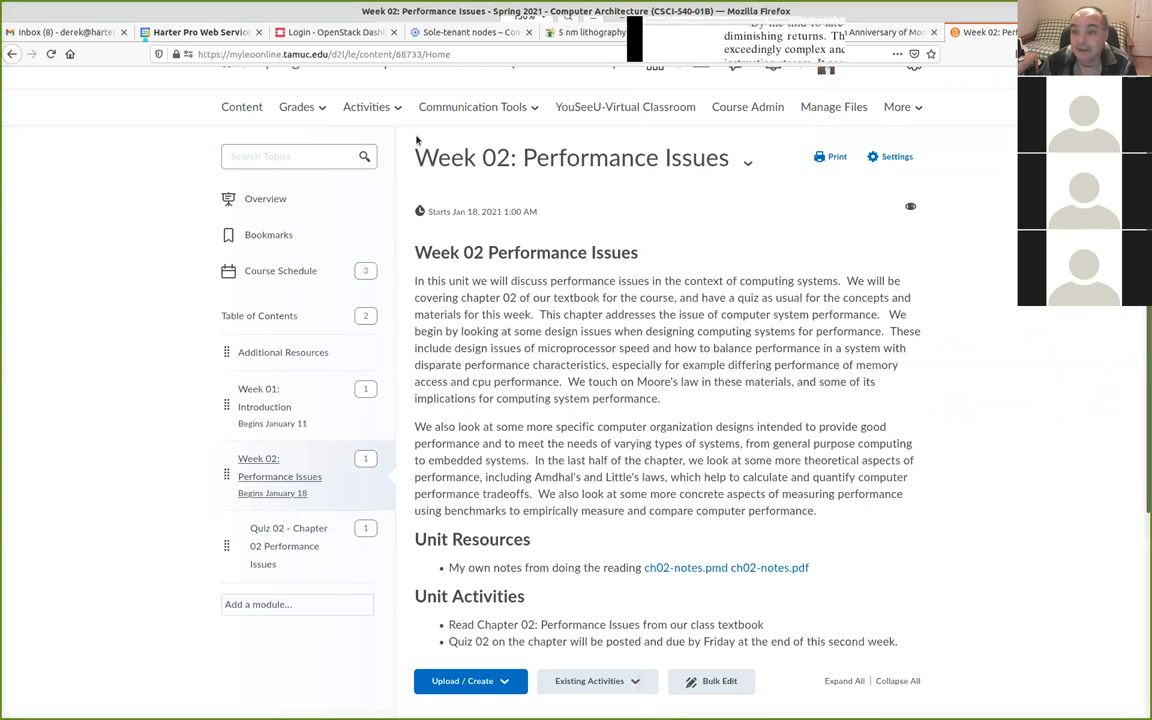 Week 02: Performance Issues - Spring 2021 - Computer Architecture (CSCI-540-01B) — Mozilla Firefox
Inbox (8) - derek@harter
Harter Pro Web Servic
Login - OpenStack Dashb
Sole-tenant nodes – Com
5 nm lithography
Anniversary of Moo
Week 02: Perf
diminishing returns. Th
exceedingly complex and
https://myleoonline.tamuc.edu/d2l/le/content/68733/Home
Content
Grades
Activities
Communication Tools
YouSeeU-Virtual Classroom
Course Admin
Manage Files
More
Search Topics
Overview
Bookmarks
Course Schedule 3
Table of Contents 2
Additional Resources
Week 01: 1
Introduction
Begins January 11
Week 02: 1
Performance Issues
Begins January 18
Quiz 02 - Chapter 1
02 Performance
Issues
Add a module...
Week 02: Performance Issues
Print
Settings
Starts Jan 18, 2021 1:00 AM
Week 02 Performance Issues
In this unit we will discuss performance issues in the context of computing systems. We will be
covering chapter 02 of our textbook for the course, and have a quiz as usual for the concepts and
materials for this week. This chapter addresses the issue of computer system performance. We
begin by looking at some design issues when designing computing systems for performance. These
include design issues of microprocessor speed and how to balance performance in a system with
disparate performance characteristics, especially for example differing performance of memory
access and cpu performance. We touch on Moore's law in these materials, and some of its
implications for computing system performance.
We also look at some more specific computer organization designs intended to provide good
performance and to meet the needs of varying types of systems, from general purpose computing
to embedded systems. In the last half of the chapter, we look at some more theoretical aspects of
performance, including Amdhal's and Little's laws, which help to calculate and quantify computer
performance tradeoffs. We also look at some more concrete aspects of measuring performance
using benchmarks to empirically measure and compare computer performance.
Unit Resources
• My own notes from doing the reading ch02-notes.pmd ch02-notes.pdf
Unit Activities
• Read Chapter 02: Performance Issues from our class textbook
• Quiz 02 on the chapter will be posted and due by Friday at the end of this second week.
Upload / Create
Existing Activities
Bulk Edit
Expand All | Collapse All